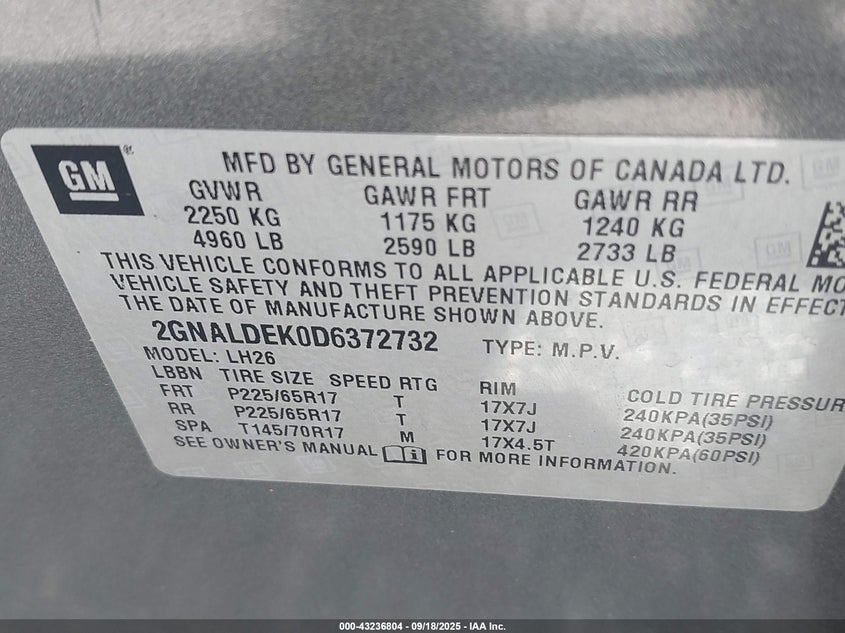 GM
MFD BY GENERAL MOTORS OF CANADA LTD.
GVWR GAWR FRT GAWR RR
2250 KG 1175 KG 1240 KG
4960 LB 2590 LB 2733 LB
THIS VEHICLE CONFORMS TO ALL APPLICABLE U.S. FEDERAL MO
VEHICLE SAFETY AND THEFT PREVENTION STANDARDS IN EFFECT
THE DATE OF MANUFACTURE SHOWN ABOVE.
2GNALDEK0D6372732 TYPE: M.P.V.
MODEL: LH26
LBBN TIRE SIZE SPEED RTG RIM COLD TIRE PRESSUR
FRT P225/65R17 T 17X7J 240KPA(35PSI)
RR P225/65R17 T 17X7J 240KPA(35PSI)
SPA T145/70R17 M 17X4.5T 420KPA(60PSI)
SEE OWNER'S MANUAL FOR MORE INFORMATION.
000-43236804 - 09/18/2025 - IAA Inc.